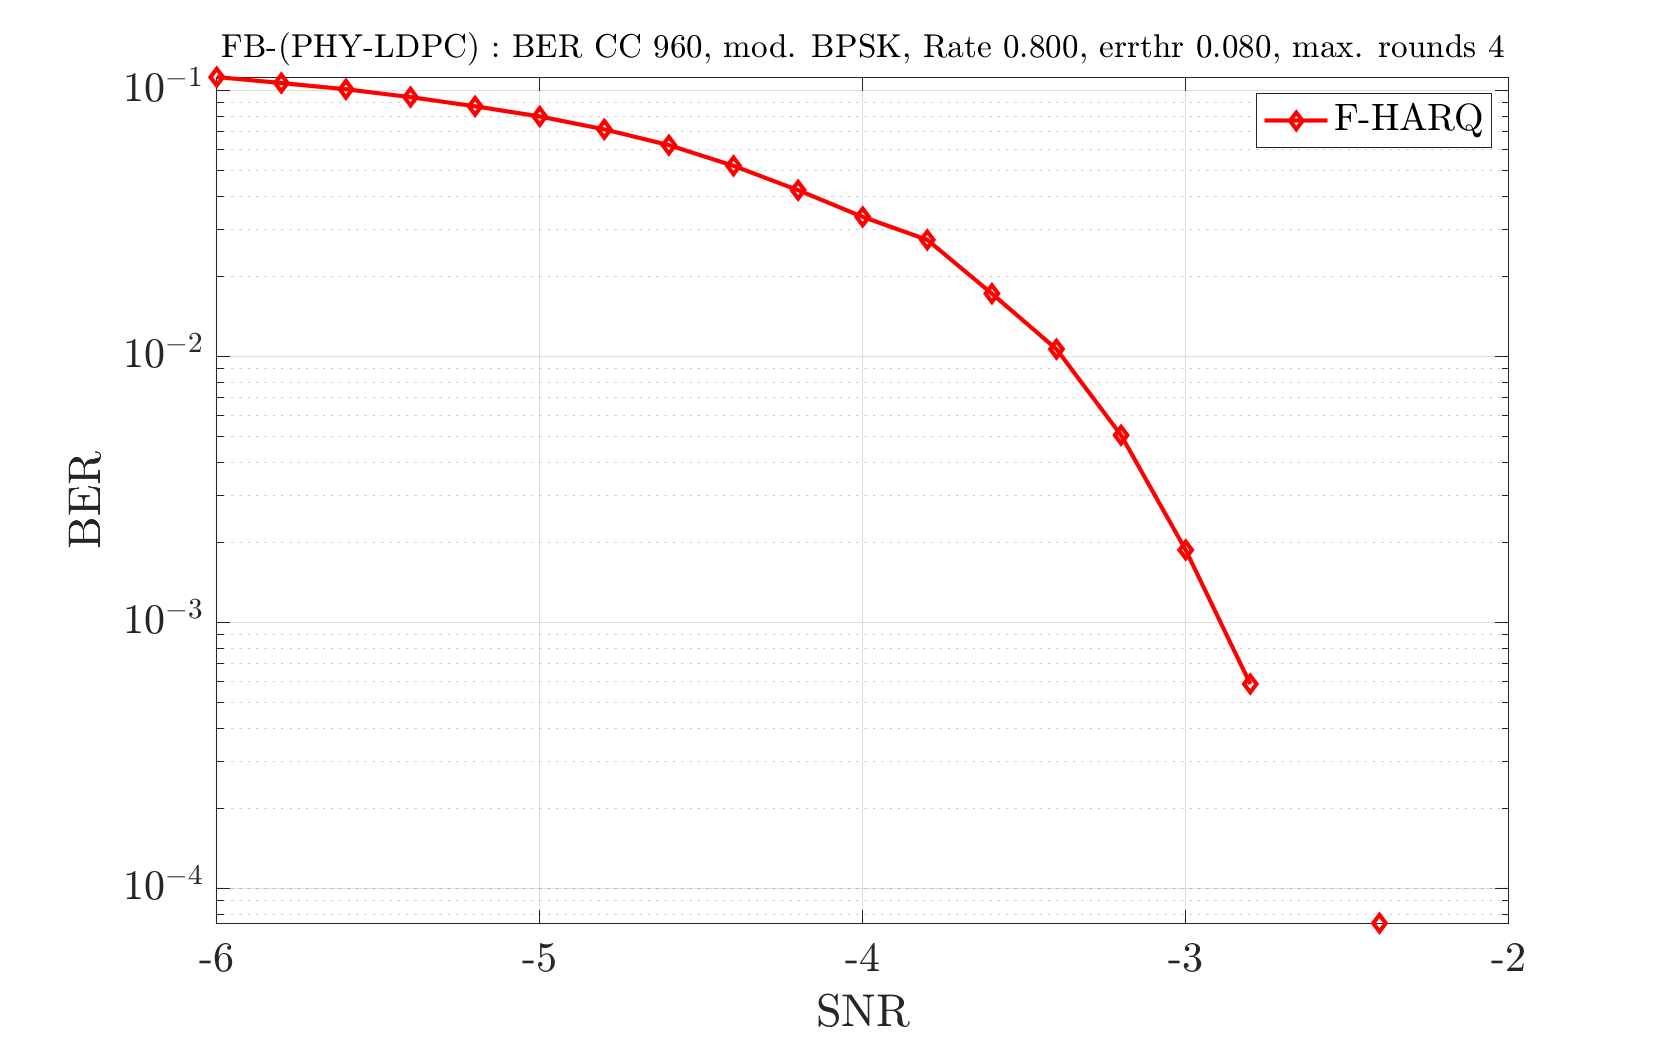 FB-(PHY-LDPC) : BER CC 960, mod. BPSK, Rate 0.800, errthr 0.080, max. rounds 4
F-HARQ
10⁻¹
10⁻²
10⁻³
10⁻⁴
BER
-6 -5 -4 -3 -2
SNR